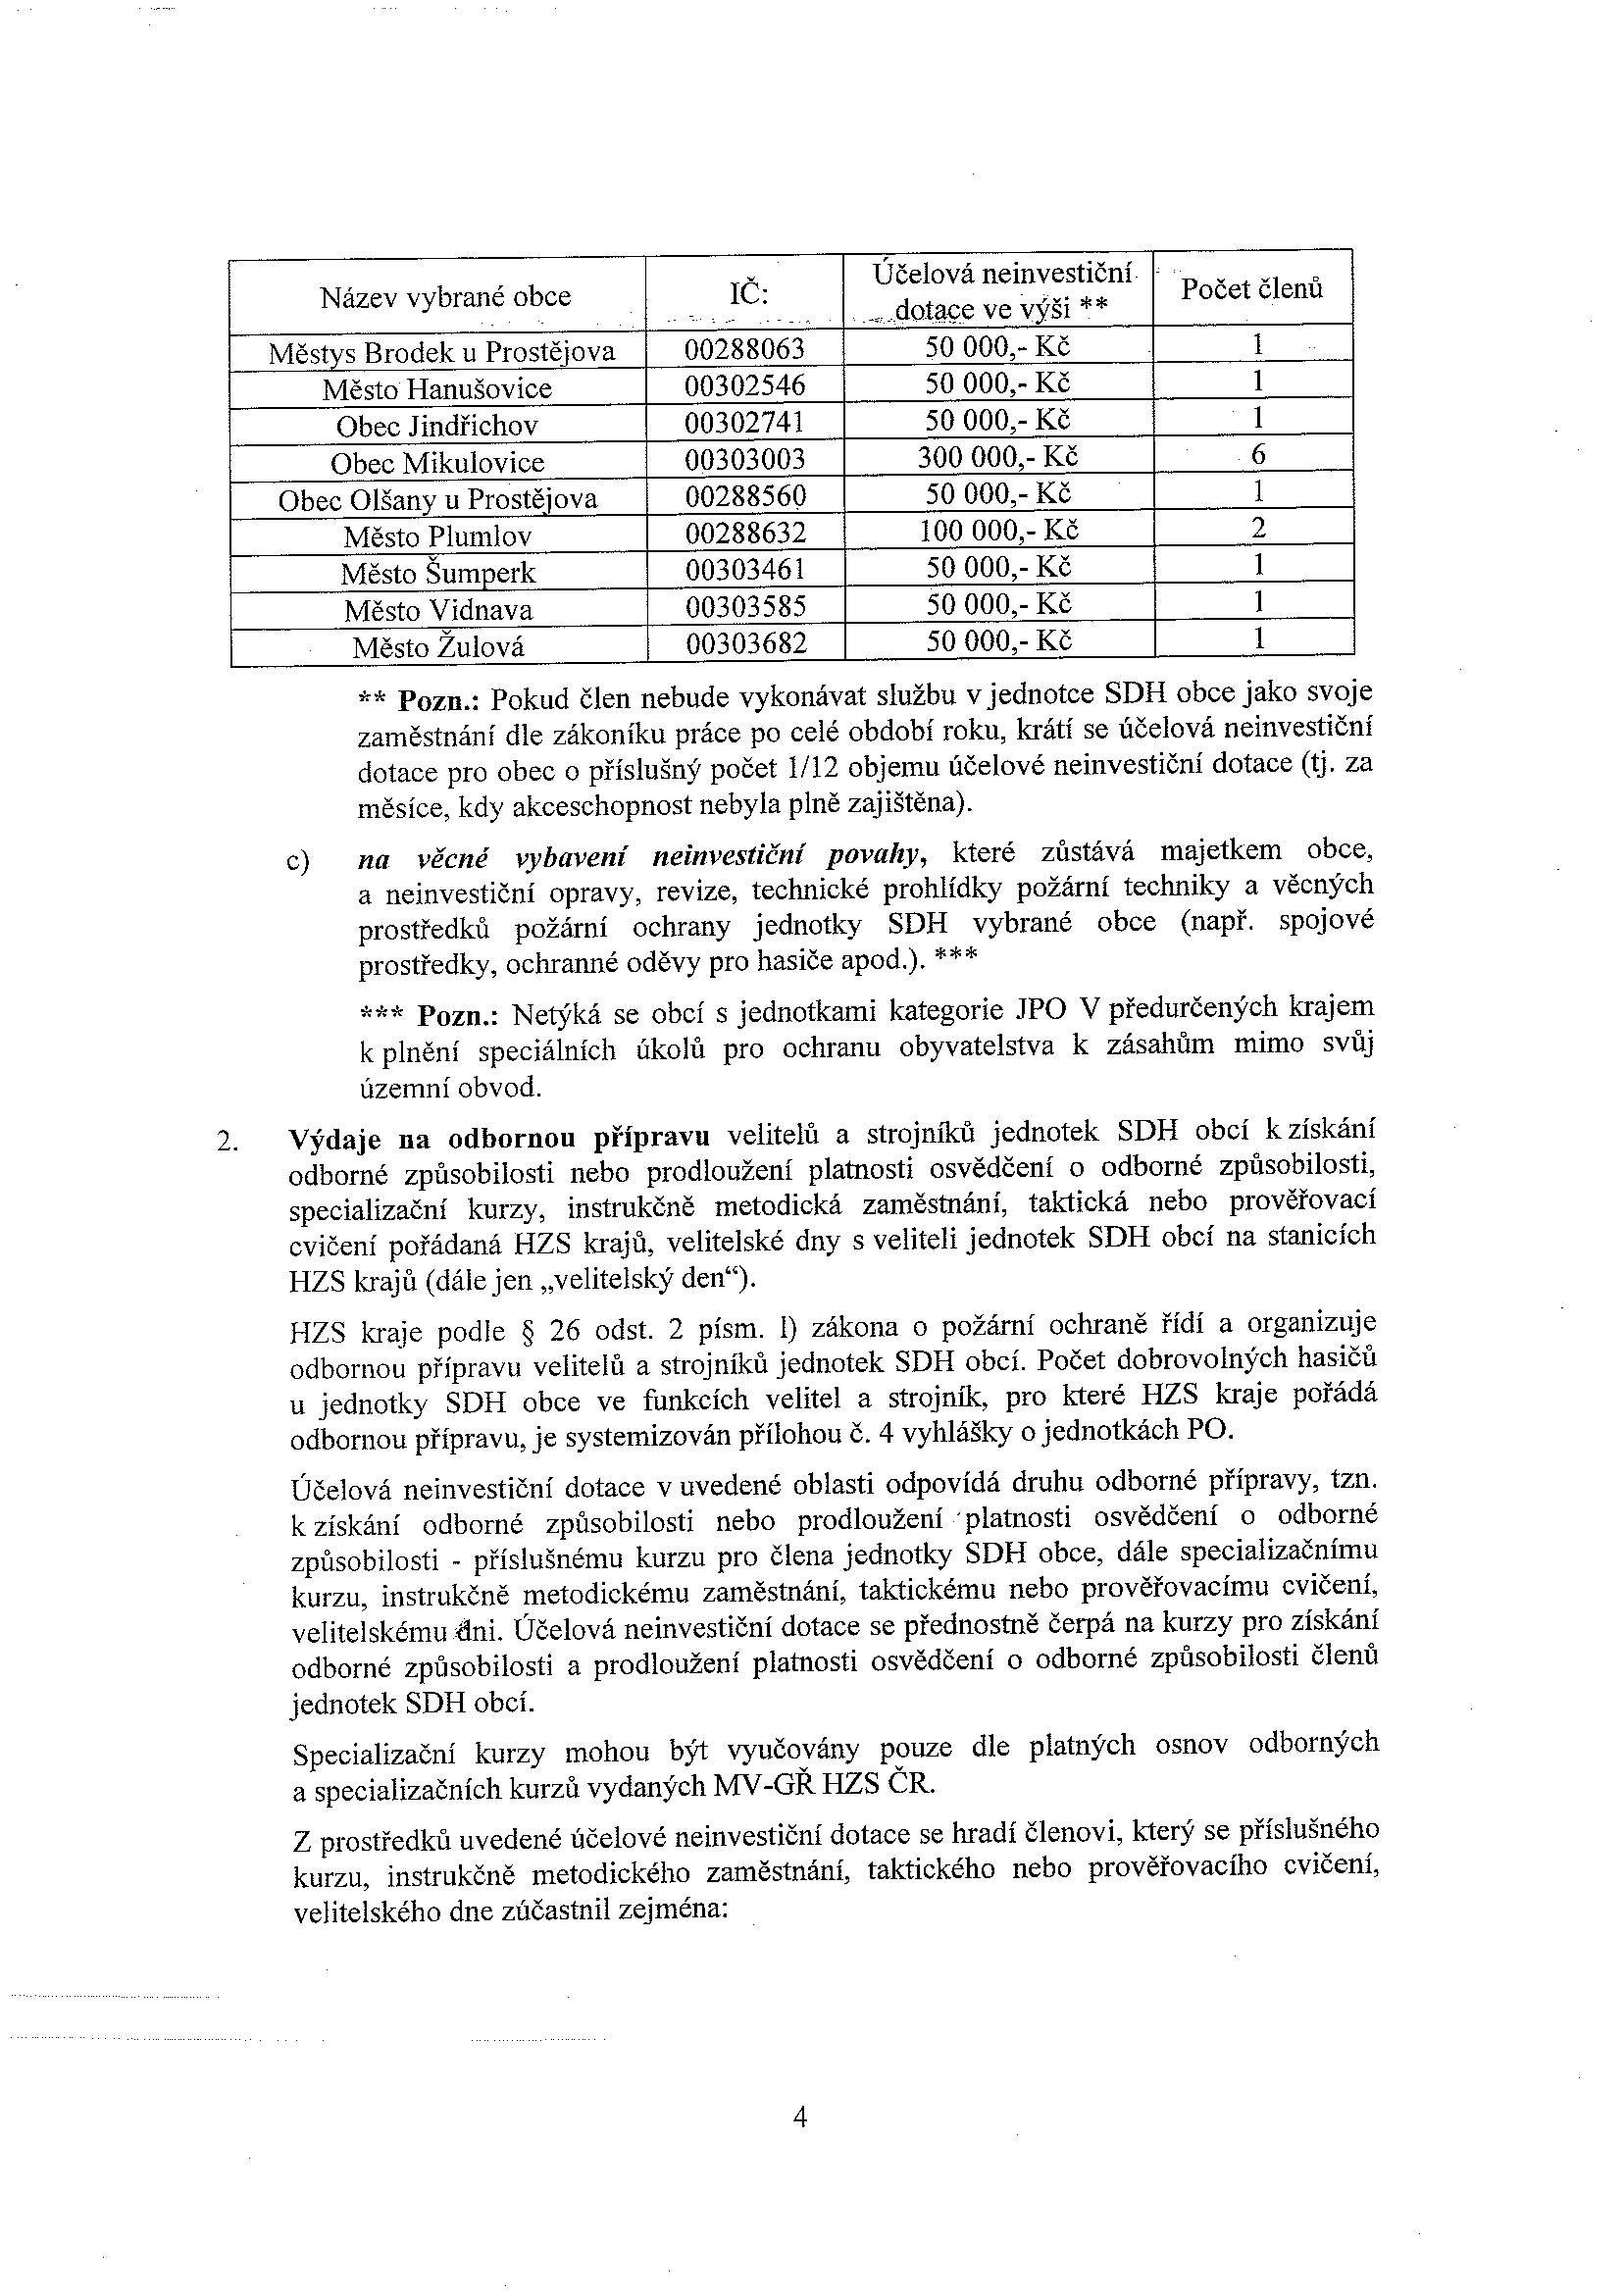 Název vybrané obce IČ: Účelová neinvestiční dotace ve výši ** Počet členů
Městys Brodek u Prostějova 00288063 50 000,- Kč 1
Město Hanušovice 00302546 50 000,- Kč 1
Obec Jindřichov 00302741 50 000,- Kč 1
Obec Mikulovice 00303003 300 000,- Kč 6
Obec Olšany u Prostějova 00288560 50 000,- Kč 1
Město Plumlov 00288632 100 000,- Kč 2
Město Šumperk 00303461 50 000,- Kč 1
Město Vidnava 00303585 50 000,- Kč 1
Město Žulová 00303682 50 000,- Kč 1
** Pozn.: Pokud člen nebude vykonávat službu v jednotce SDH obce jako svoje
zaměstnání dle zákoníku práce po celé období roku, krátí se účelová neinvestiční
dotace pro obec o příslušný počet 1/12 objemu účelové neinvestiční dotace (tj. za
měsíce, kdy akceschopnost nebyla plně zajištěna).
c) na věcné vybavení neinvestiční povahy, které zůstává majetkem obce,
a neinvestiční opravy, revize, technické prohlídky požární techniky a věcných
prostředků požární ochrany jednotky SDH vybrané obce (např. spojové
prostředky, ochranné oděvy pro hasiče apod.). ***
*** Pozn.: Netýká se obcí s jednotkami kategorie JPO V předurčených krajem
k plnění speciálních úkolů pro ochranu obyvatelstva k zásahům mimo svůj
územní obvod.
2. Výdaje na odbornou přípravu velitelů a strojníků jednotek SDH obcí k získání
odborné způsobilosti nebo prodloužení platnosti osvědčení o odborné způsobilosti,
specializační kurzy, instrukčně metodická zaměstnání, taktická nebo prověřovací
cvičení pořádaná HZS krajů, velitelské dny s veliteli jednotek SDH obcí na stanicích
HZS krajů (dále jen „velitelský den“).
HZS kraje podle § 26 odst. 2 písm. l) zákona o požární ochraně řídí a organizuje
odbornou přípravu velitelů a strojníků jednotek SDH obcí. Počet dobrovolných hasičů
u jednotky SDH obce ve funkcích velitel a strojník, pro které HZS kraje pořádá
odbornou přípravu, je systemizován přílohou č. 4 vyhlášky o jednotkách PO.
Účelová neinvestiční dotace v uvedené oblasti odpovídá druhu odborné přípravy, tzn.
k získání odborné způsobilosti nebo prodloužení platnosti osvědčení o odborné
způsobilosti - příslušnému kurzu pro člena jednotky SDH obce, dále specializačnímu
kurzu, instrukčně metodickému zaměstnání, taktickému nebo prověřovacímu cvičení,
velitelskému dni. Účelová neinvestiční dotace se přednostně čerpá na kurzy pro získání
odborné způsobilosti a prodloužení platnosti osvědčení o odborné způsobilosti členů
jednotek SDH obcí.
Specializační kurzy mohou být vyučovány pouze dle platných osnov odborných
a specializačních kurzů vydaných MV-GŘ HZS ČR.
Z prostředků uvedené účelové neinvestiční dotace se hradí členovi, který se příslušného
kurzu, instrukčně metodického zaměstnání, taktického nebo prověřovacího cvičení,
velitelského dne zúčastnil zejména:
4